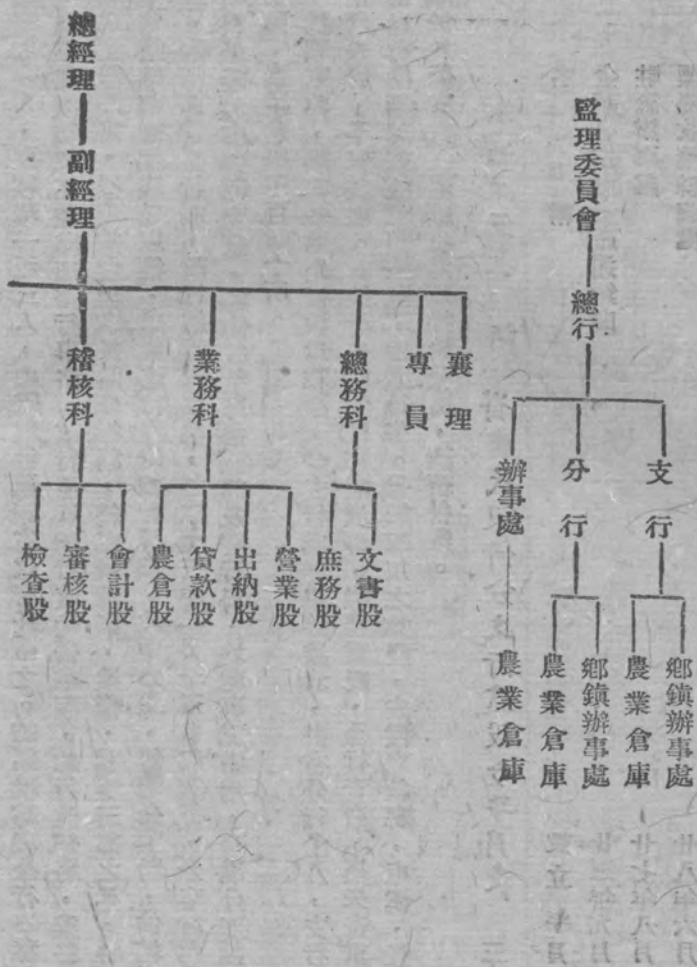 監理委員會
總行
支行
分行
辦事處
鄉鎮辦事處
農業倉庫
鄉鎮辦事處
農業倉庫
農業倉庫
總經理
副經理
襄理
專員
總務科
業務科
稽核科
文書股
庶務股
營業股
出納股
貸款股
農倉股
會計股
審核股
檢查股